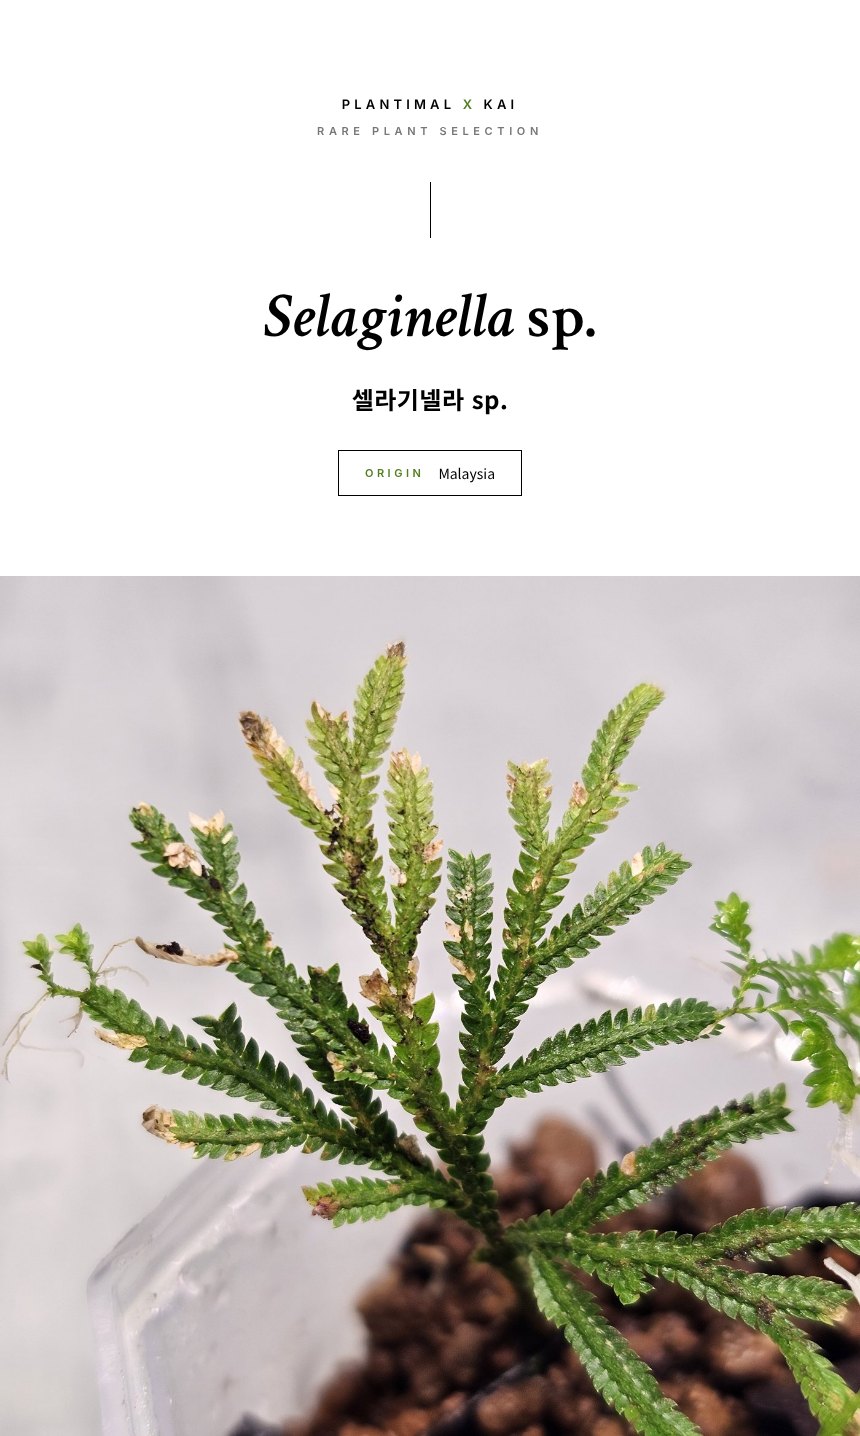 PLANTIMAL X KAI
RARE PLANT SELECTION
Selaginella sp.
셀라기넬라 sp.
ORIGIN Malaysia